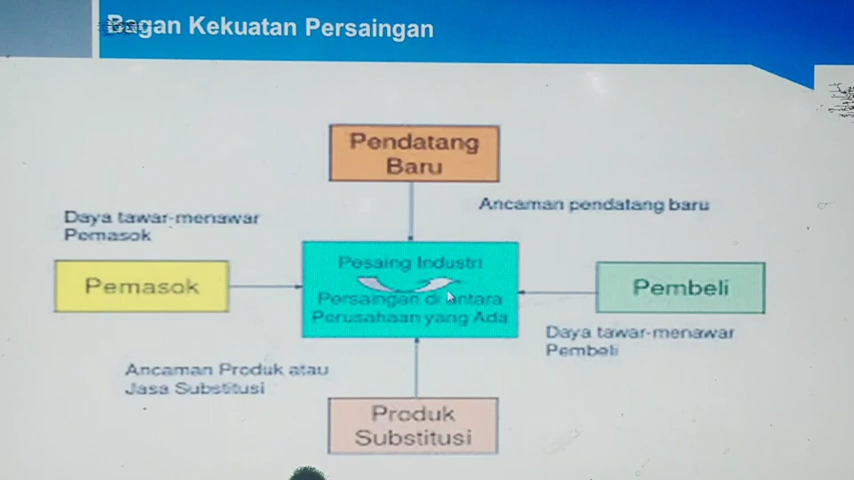 Bagan Kekuatan Persaingan
Pendatang
Baru
Ancaman pendatang baru
Daya tawar-menawar
Pemasok
Pemasok
Pesaing Industri
Persaingan di antara
Perusahaan yang Ada
Pembeli
Daya tawar-menawar
Pembeli
Ancaman Produk atau
Jasa Substitusi
Produk
Substitusi